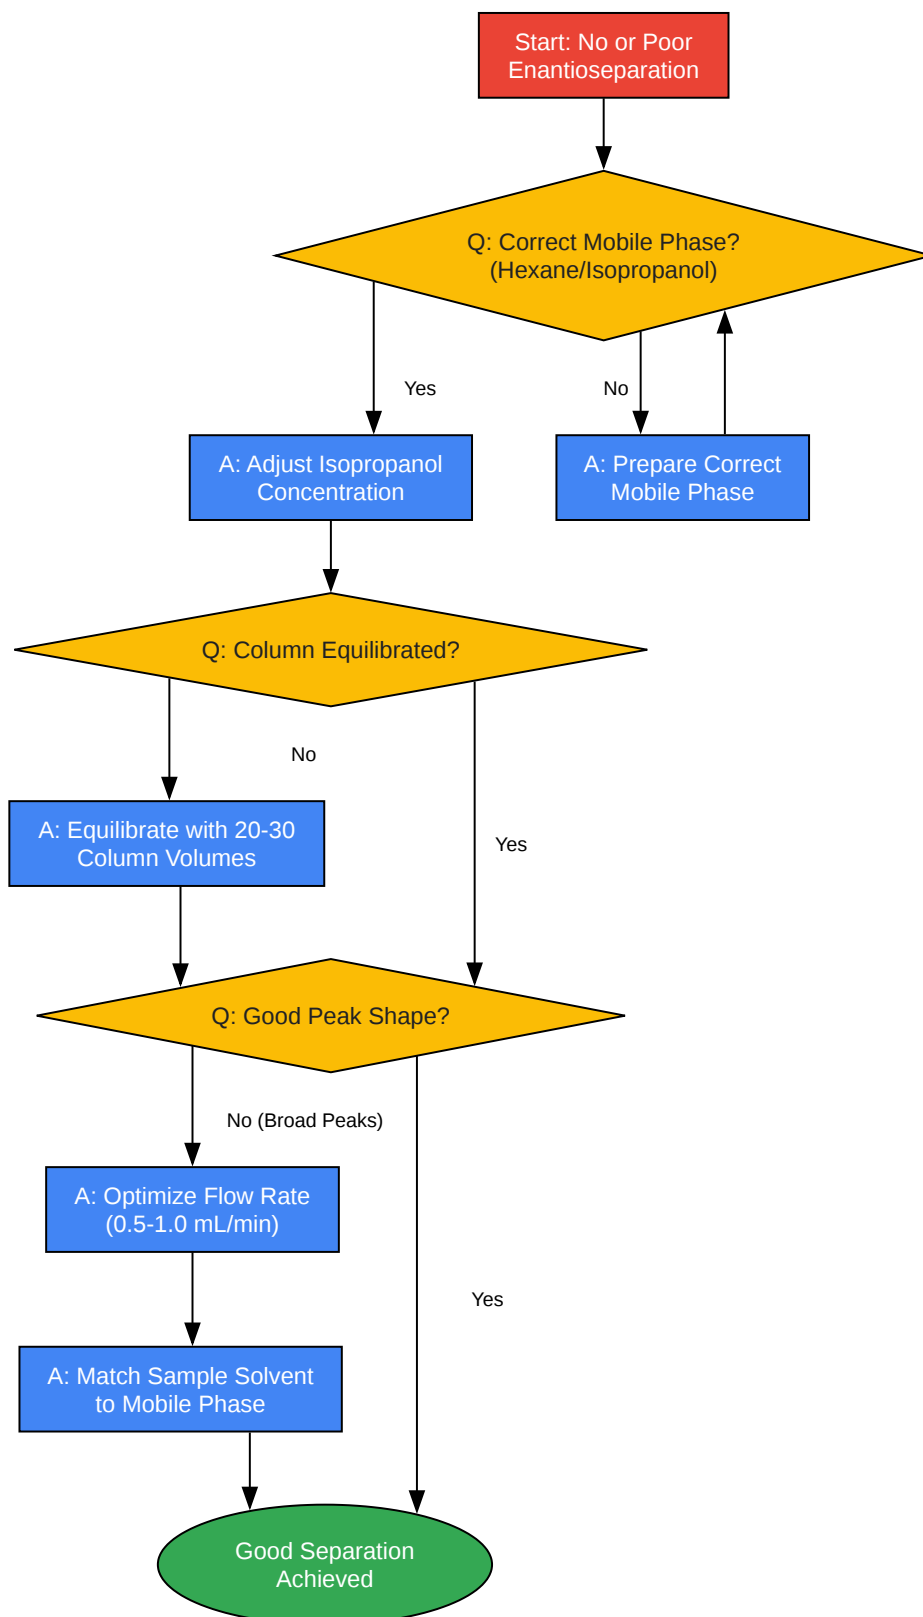 Start: No or Poor
Enantioseparation
Q: Correct Mobile Phase?
(Hexane/Isopropanol)
Yes
No
A: Adjust Isopropanol
Concentration
A: Prepare Correct
Mobile Phase
Q: Column Equilibrated?
No
A: Equilibrate with 20-30
Column Volumes
Yes
Q: Good Peak Shape?
No (Broad Peaks)
A: Optimize Flow Rate
(0.5-1.0 mL/min)
Yes
A: Match Sample Solvent
to Mobile Phase
Good Separation
Achieved